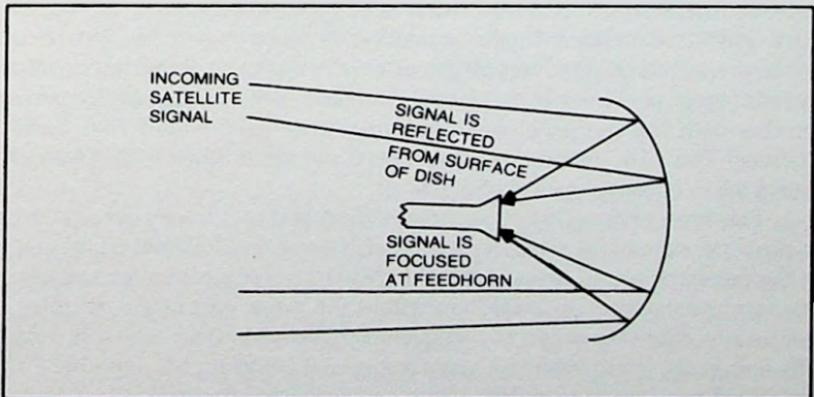 INCOMING
SATELLITE
SIGNAL
SIGNAL IS
REFLECTED
FROM SURFACE
OF DISH
SIGNAL IS
FOCUSED
AT FEEDHORN